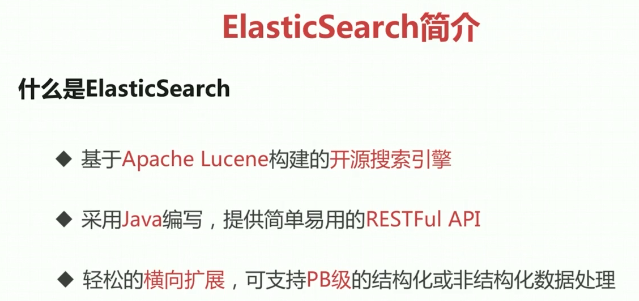 ElasticSearch简介
什么是ElasticSearch
◆ 基于Apache Lucene构建的开源搜索引擎
◆ 采用Java编写，提供简单易用的RESTFul API
◆ 轻松的横向扩展，可支持PB级的结构化或非结构化数据处理